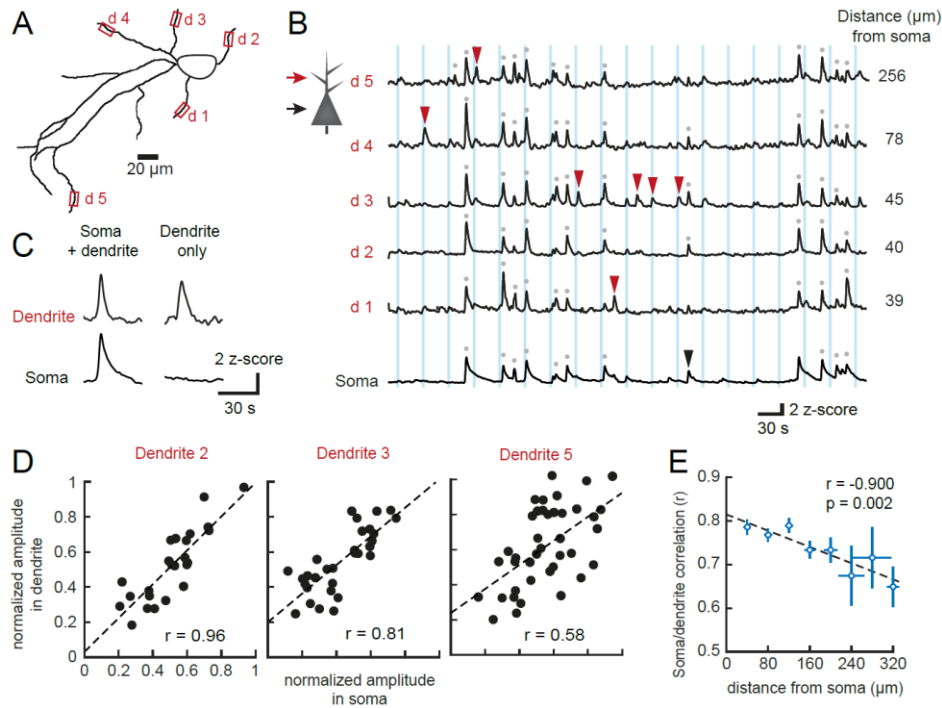 A
d 4
d 3
d 2
d 1
20 µm
d 5
B
Distance (µm)
from soma
d 5
256
d 4
78
d 3
45
d 2
40
d 1
39
Soma
2 z-score
30 s
C
Soma
+ dendrite
Dendrite
only
Dendrite
Soma
2 z-score
30 s
D
Dendrite 2
Dendrite 3
Dendrite 5
normalized amplitude
in dendrite
1
0.8
0.6
0.4
0.2
0
0 0.2 0.4 0.6 0.8 1
r = 0.96
r = 0.81
r = 0.58
normalized amplitude
in soma
E
Soma/dendrite correlation (r)
0.9
0.8
0.7
0.6
0.5
r = -0.900
p = 0.002
0 80 160 240 320
distance from soma (µm)